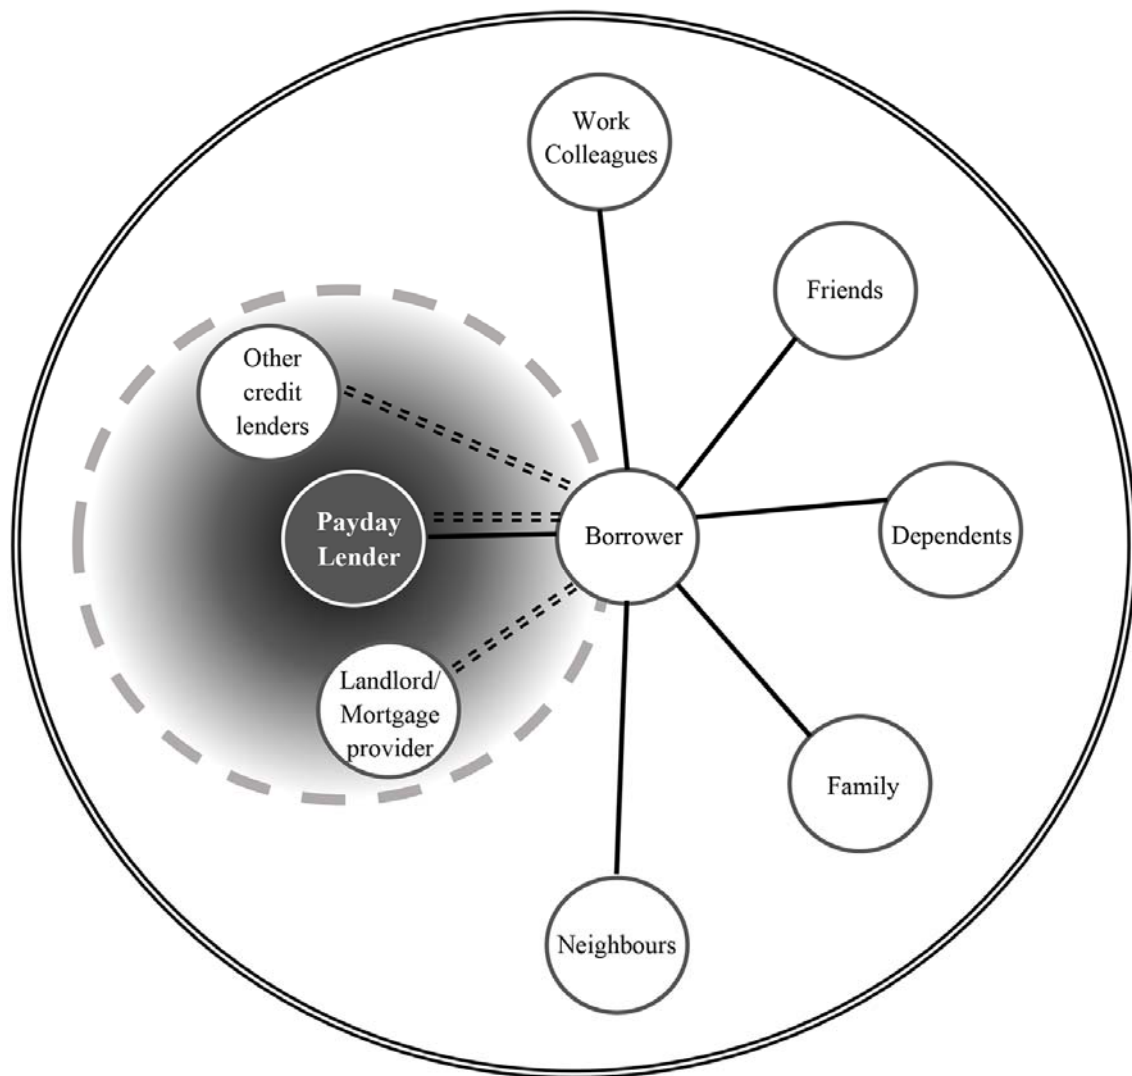 Work
Colleagues
Friends
Other
credit
lenders
Payday
Lender
Borrower
Dependents
Landlord/
Mortgage
provider
Family
Neighbours